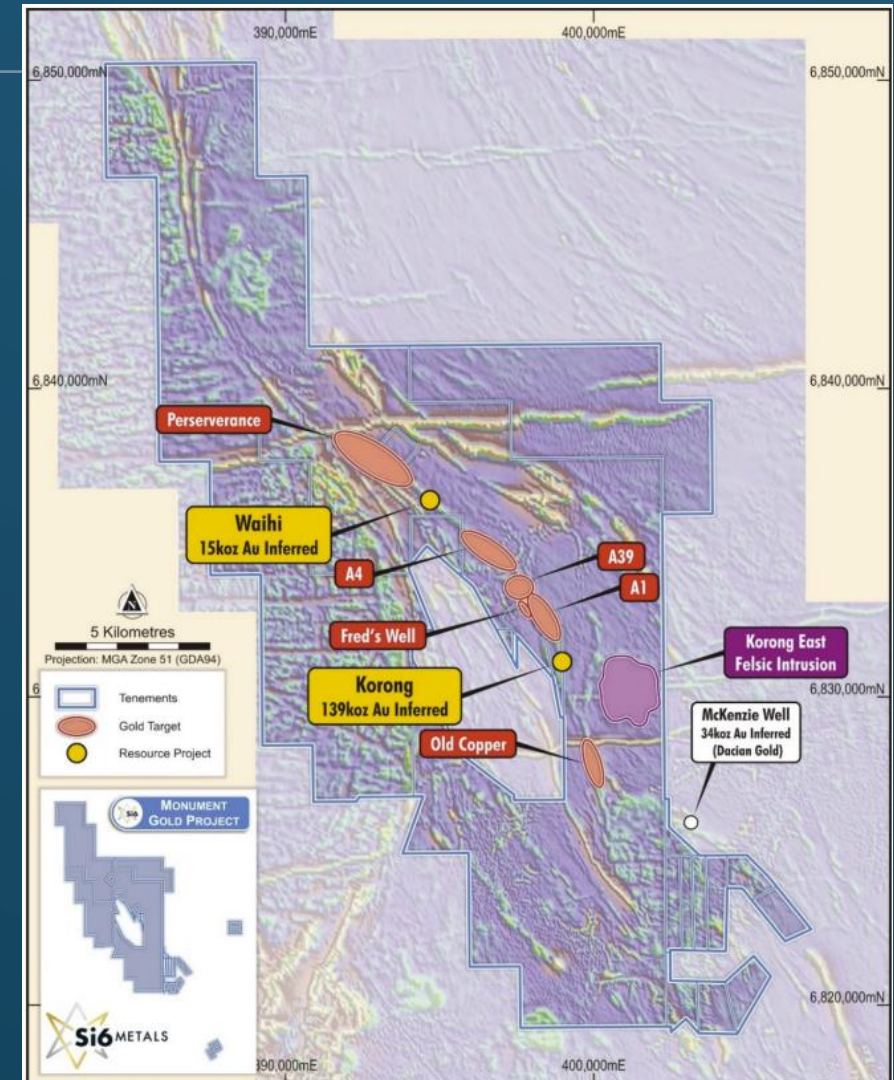 390,000mE 400,000mE
6,850,000mN 6,850,000mN
6,840,000mN 6,840,000mN
Perserverance
Waihi
15koz Au Inferred
A4
A39
A1
Fred's Well
Korong
139koz Au Inferred
Korong East
Felsic Intrusion
6,830,000mN
Old Copper
McKenzie Well
34koz Au Inferred
(Dacian Gold)
N
5 Kilometres
Projection: MGA Zone 51 (GDA94)
Tenements
Gold Target
Resource Project
Si6
MONUMENT
GOLD PROJECT
Si6 METALS
6,820,000mN
390,000mE 400,000mE